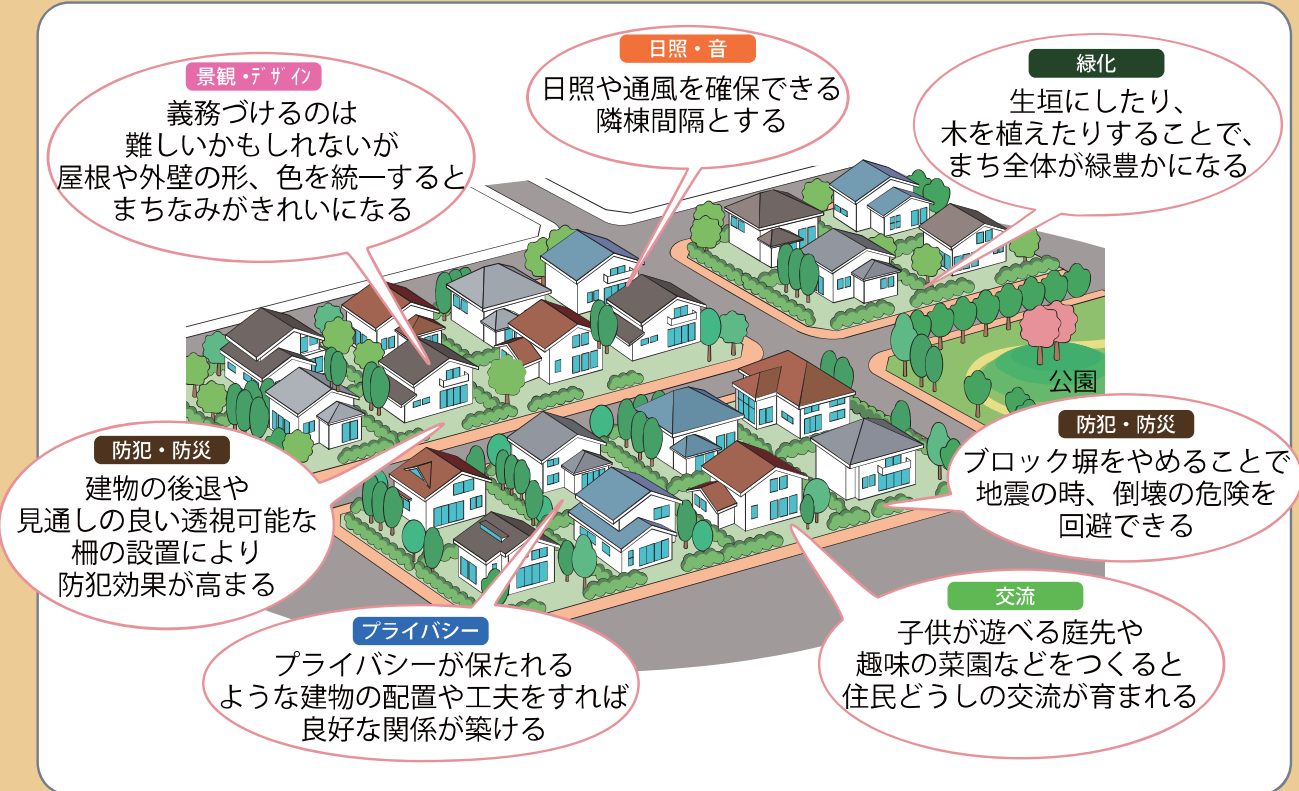 景観・ﾃﾞｻﾞｲﾝ
義務づけるのは
難しいかもしれないが
屋根や外壁の形、色を統一すると
まちなみがきれいになる
日照・音
日照や通風を確保できる
隣棟間隔とする
緑化
生垣にしたり、
木を植えたりすることで、
まち全体が緑豊かになる
公園
防犯・防災
建物の後退や
見通しの良い透視可能な
柵の設置により
防犯効果が高まる
防犯・防災
ブロック塀をやめることで
地震の時、倒壊の危険を
回避できる
プライバシー
プライバシーが保たれる
ような建物の配置や工夫をすれば
良好な関係が築ける
交流
子供が遊べる庭先や
趣味の菜園などをつくると
住民どうしの交流が育まれる